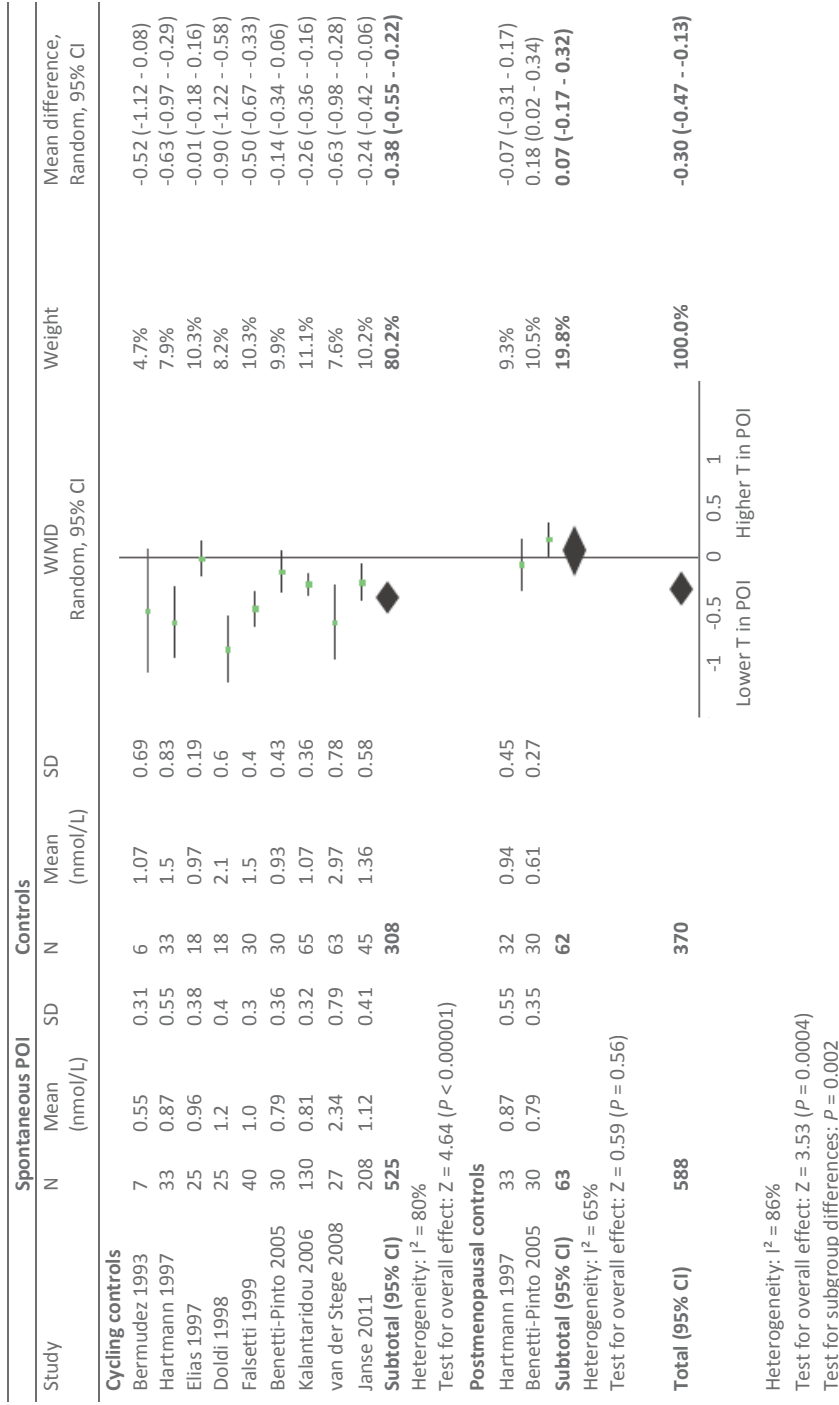 Spontaneous POI Controls
Study N Mean (nmol/L) SD N Mean (nmol/L) SD WMD Random, 95% CI Weight Mean difference, Random, 95% CI
Cycling controls
Bermudez 1993 7 0.55 0.31 6 1.07 0.69 4.7% -0.52 (-1.12 - 0.08)
Hartmann 1997 33 0.87 0.55 33 1.5 0.83 7.9% -0.63 (-0.97 - -0.29)
Elias 1997 25 0.96 0.38 18 0.97 0.19 10.3% -0.01 (-0.18 - 0.16)
Doldi 1998 25 1.2 0.4 18 2.1 0.6 8.2% -0.90 (-1.22 - -0.58)
Falsetti 1999 40 1.0 0.3 30 1.5 0.4 10.3% -0.50 (-0.67 - -0.33)
Benetti-Pinto 2005 30 0.79 0.36 30 0.93 0.43 9.9% -0.14 (-0.34 - 0.06)
Kalantaridou 2006 130 0.81 0.32 65 1.07 0.36 11.1% -0.26 (-0.36 - -0.16)
van der Stege 2008 27 2.34 0.79 63 2.97 0.78 7.6% -0.63 (-0.98 - -0.28)
Janse 2011 208 1.12 0.41 45 1.36 0.58 10.2% -0.24 (-0.42 - -0.06)
Subtotal (95% CI) 525 308 80.2% -0.38 (-0.55 - -0.22)
Heterogeneity: I² = 80%
Test for overall effect: Z = 4.64 (P < 0.00001)
Postmenopausal controls
Hartmann 1997 33 0.87 0.55 32 0.94 0.45 9.3% -0.07 (-0.31 - 0.17)
Benetti-Pinto 2005 30 0.79 0.35 30 0.61 0.27 10.5% 0.18 (0.02 - 0.34)
Subtotal (95% CI) 63 62 19.8% 0.07 (-0.17 - 0.32)
Heterogeneity: I² = 65%
Test for overall effect: Z = 0.59 (P = 0.56)
Total (95% CI) 588 370 100.0% -0.30 (-0.47 - -0.13)
-1 -0.5 0 0.5 1
Lower T in POI Higher T in POI
Heterogeneity: I² = 86%
Test for overall effect: Z = 3.53 (P = 0.0004)
Test for subgroup differences: P = 0.002